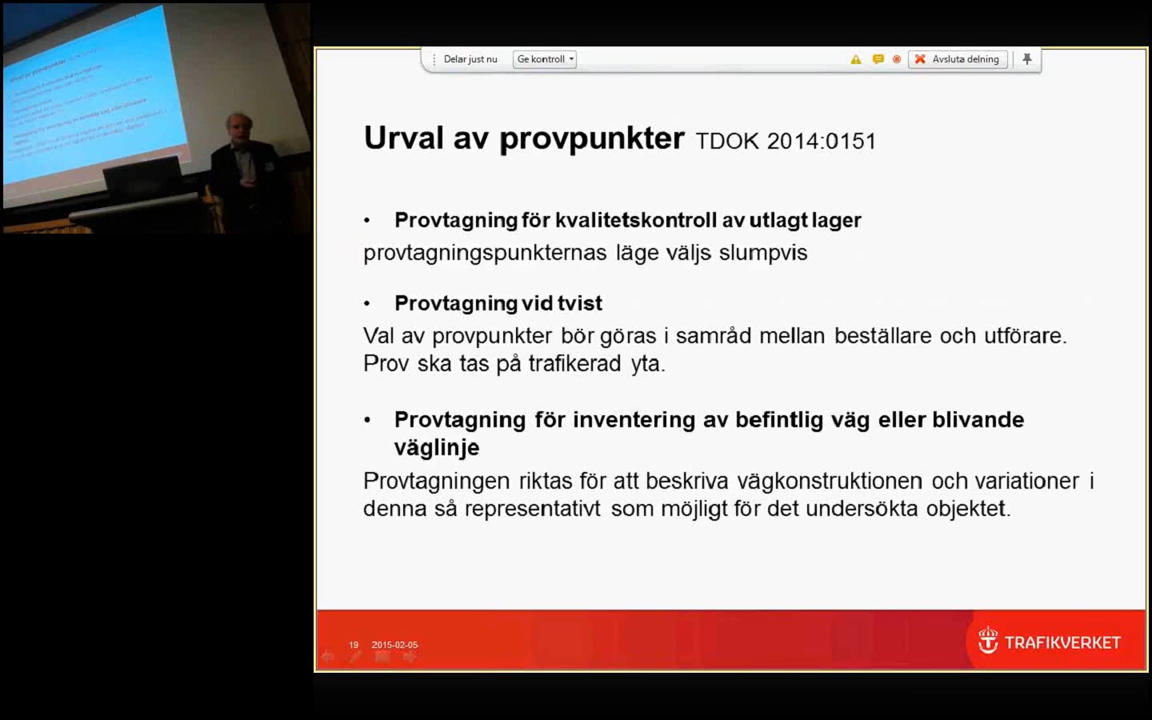 Delar just nu
Ge kontroll
Avsluta delning
Urval av provpunkter TDOK 2014:0151
• Provtagning för kvalitetskontroll av utlagt lager
provtagningspunkternas läge väljs slumpvis
• Provtagning vid tvist
Val av provpunkter bör göras i samråd mellan beställare och utförare.
Prov ska tas på trafikerad yta.
• Provtagning för inventering av befintlig väg eller blivande
väglinje
Provtagningen riktas för att beskriva vägkonstruktionen och variationer i
denna så representativt som möjligt för det undersökta objektet.
19 2015-02-05
TRAFIKVERKET